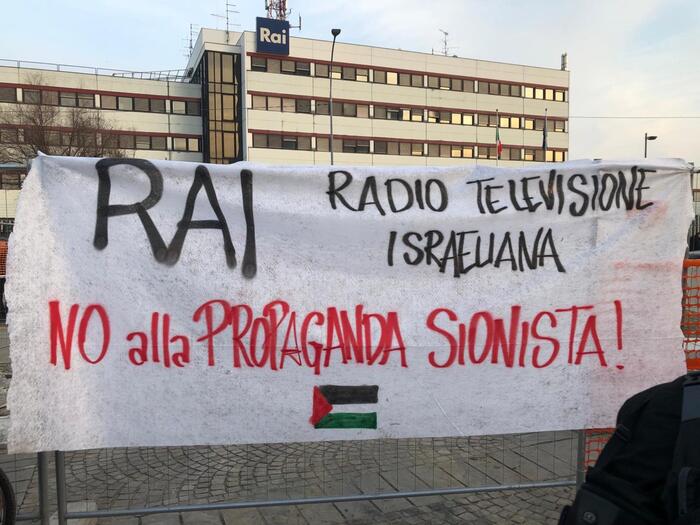 Rai
RAI RADIO TELEVISIONE
ISRAELIANA
NO alla PROPAGANDA SIONISTA!